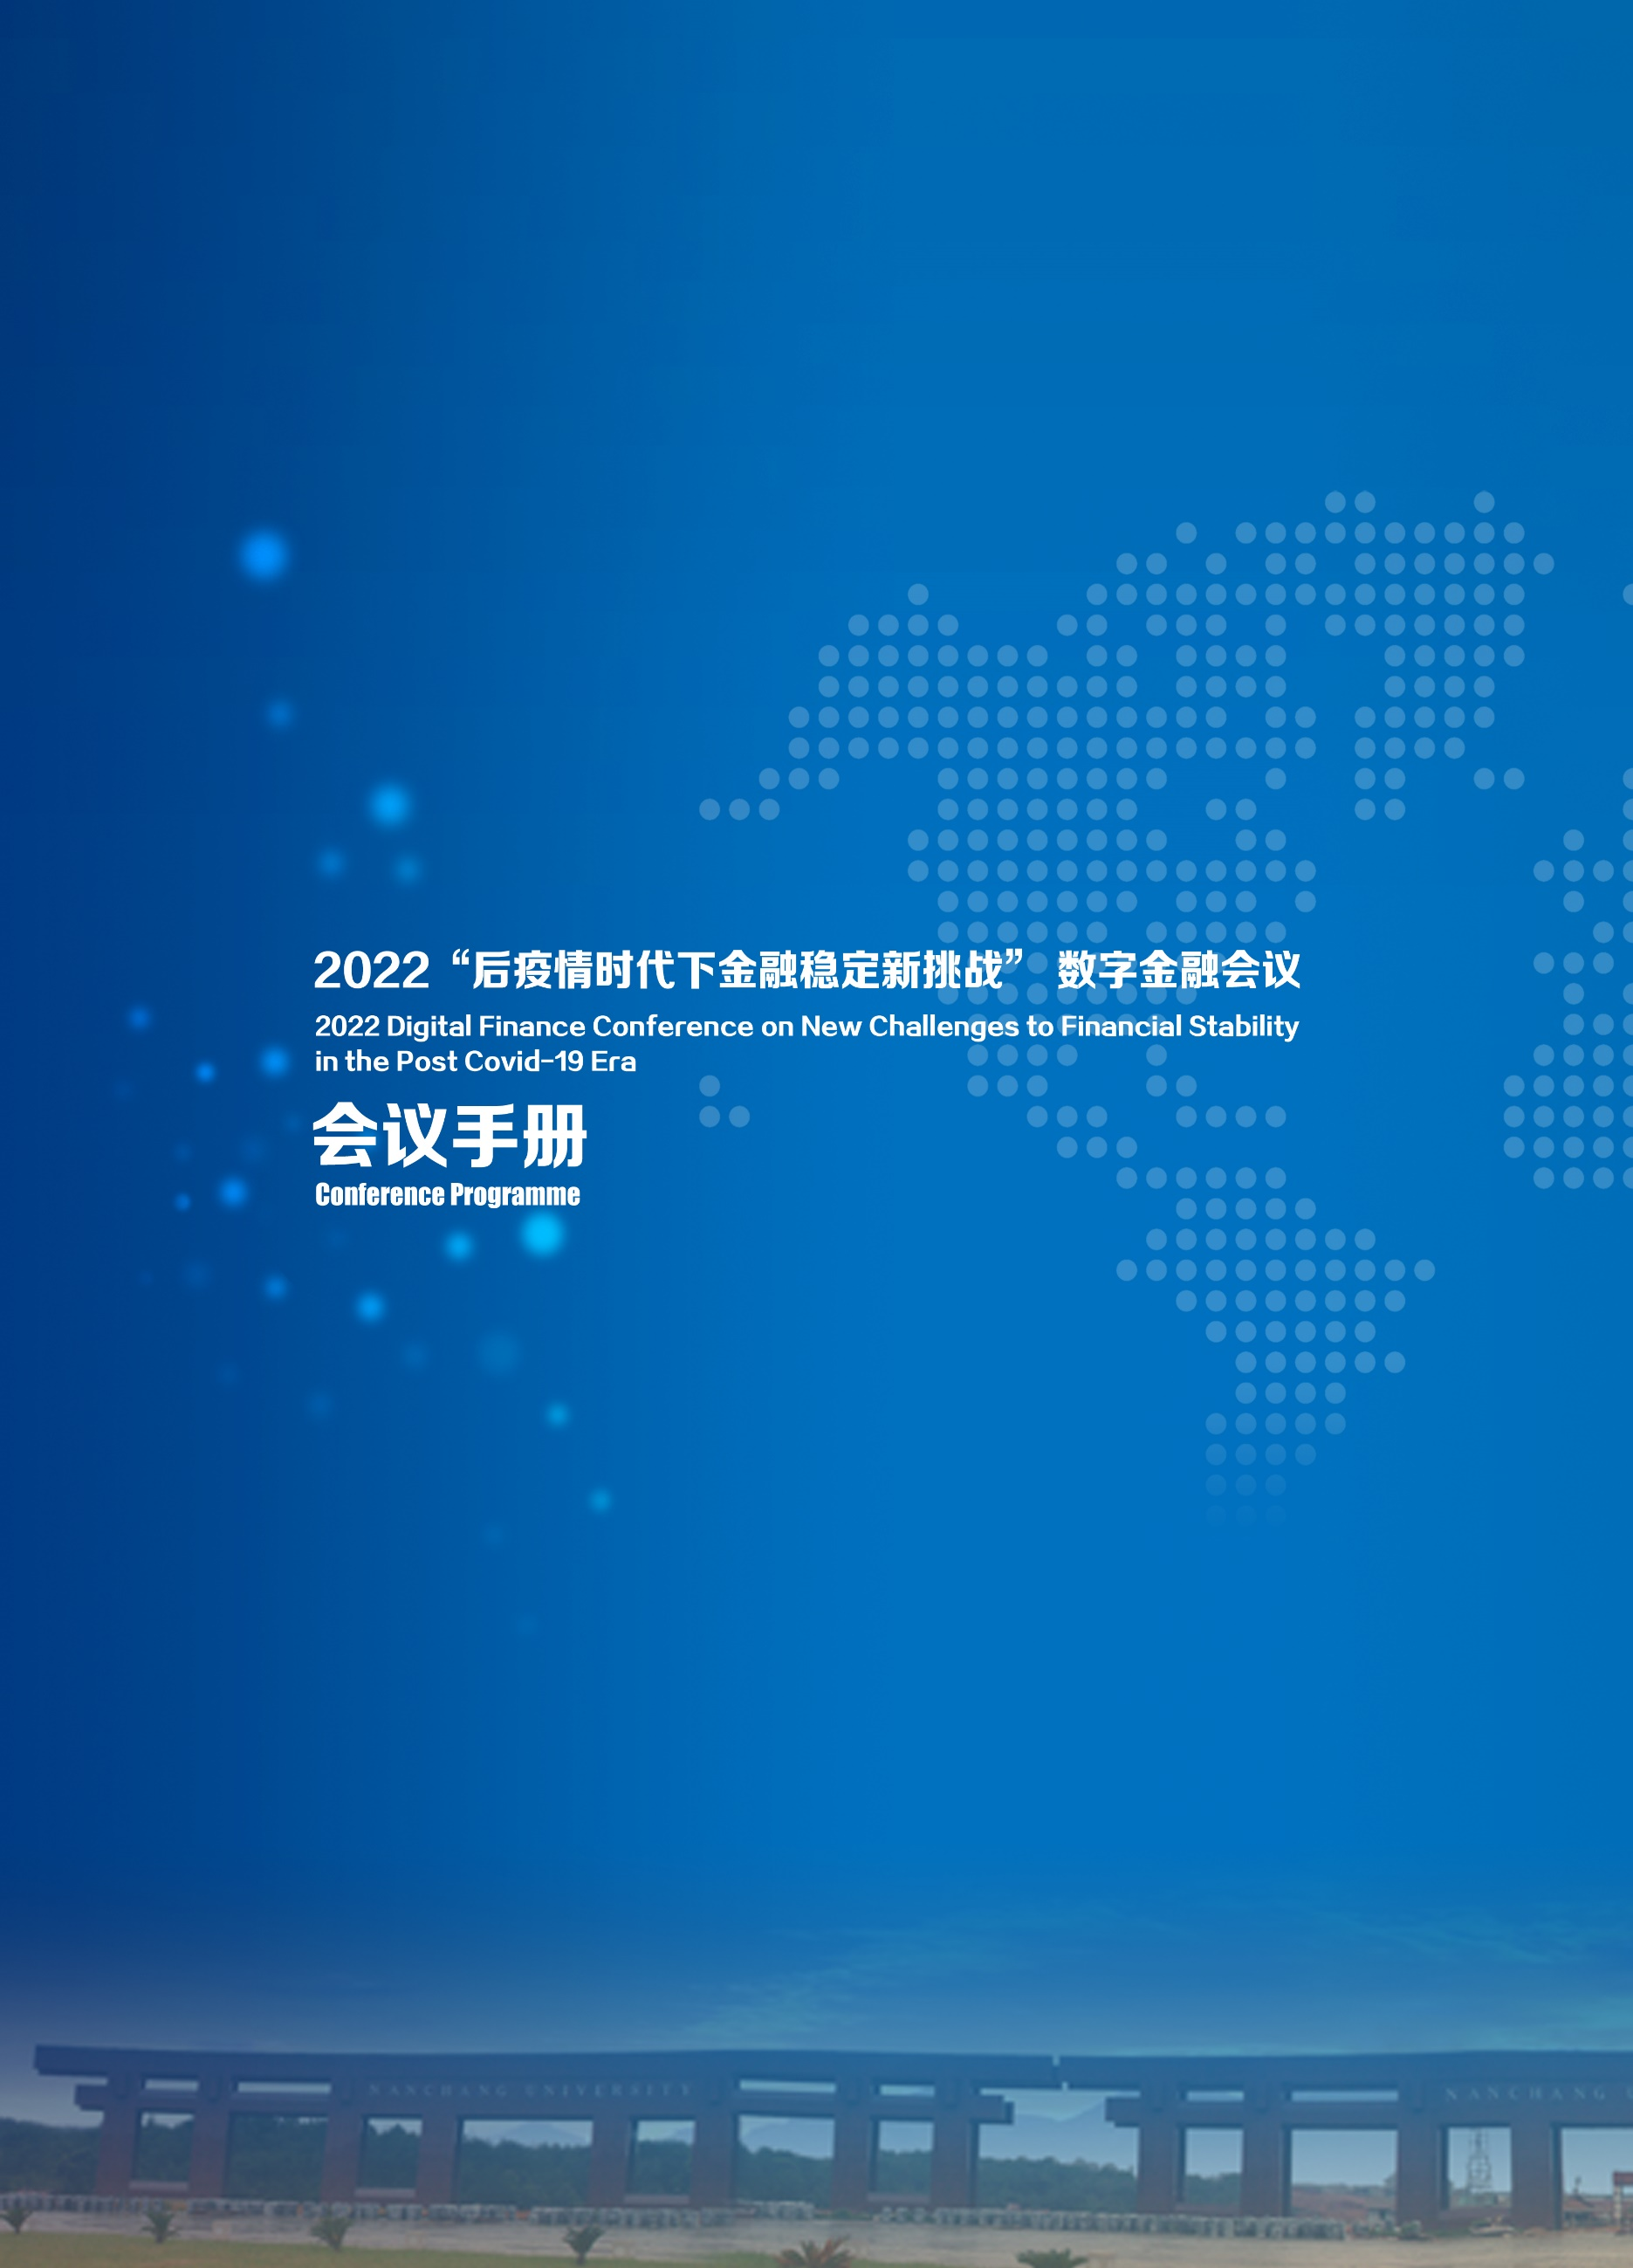 2022“后疫情时代下金融稳定新挑战” 数字金融会议
2022 Digital Finance Conference on New Challenges to Financial Stability
in the Post Covid-19 Era
会议手册
Conference Programme
NANCHANG UNIVERSITY
NANCHANG